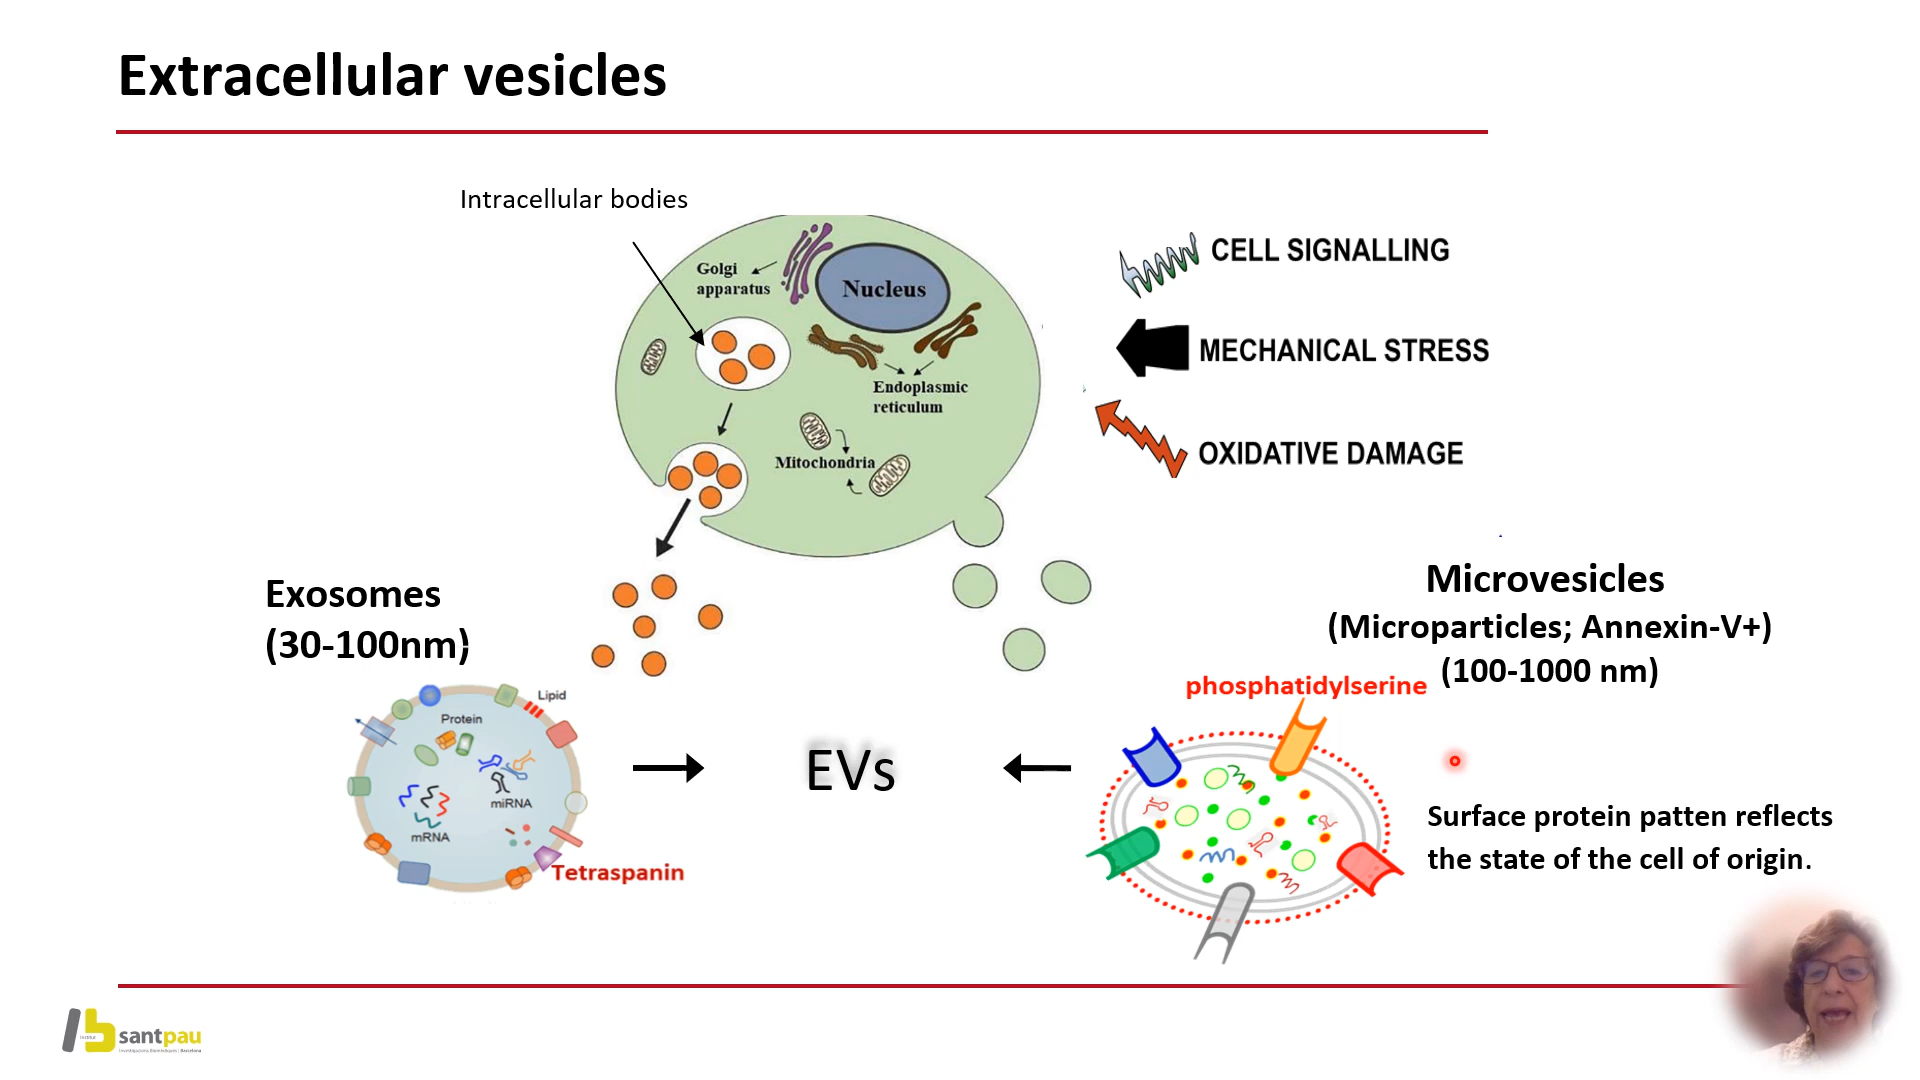 Extracellular vesicles
Intracellular bodies
Golgi
apparatus
Nucleus
Endoplasmic
reticulum
Mitochondria
CELL SIGNALLING
MECHANICAL STRESS
OXIDATIVE DAMAGE
Exosomes
(30-100nm)
Lipid
Protein
miRNA
mRNA
Tetraspanin
EVs
Microvesicles
(Microparticles; Annexin-V+)
(100-1000 nm)
phosphatidylserine
Surface protein patten reflects
the state of the cell of origin.
santpau